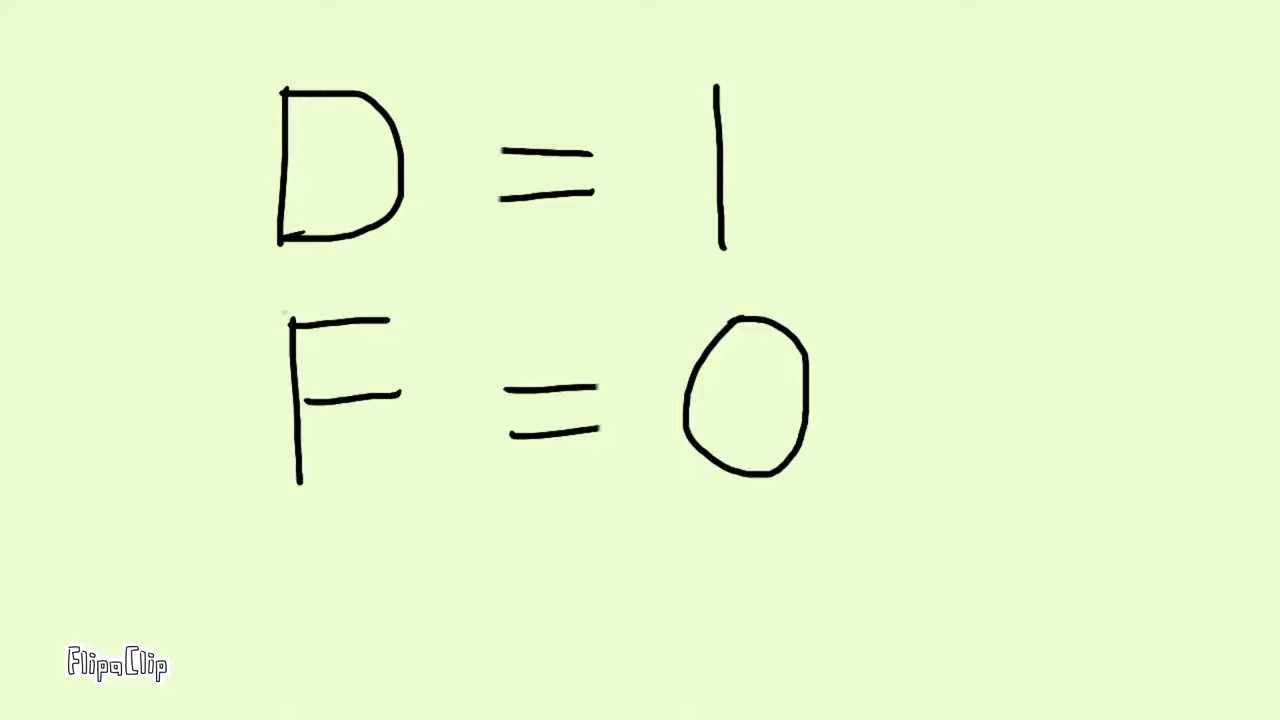 D = 1
F = 0
FlipaClip